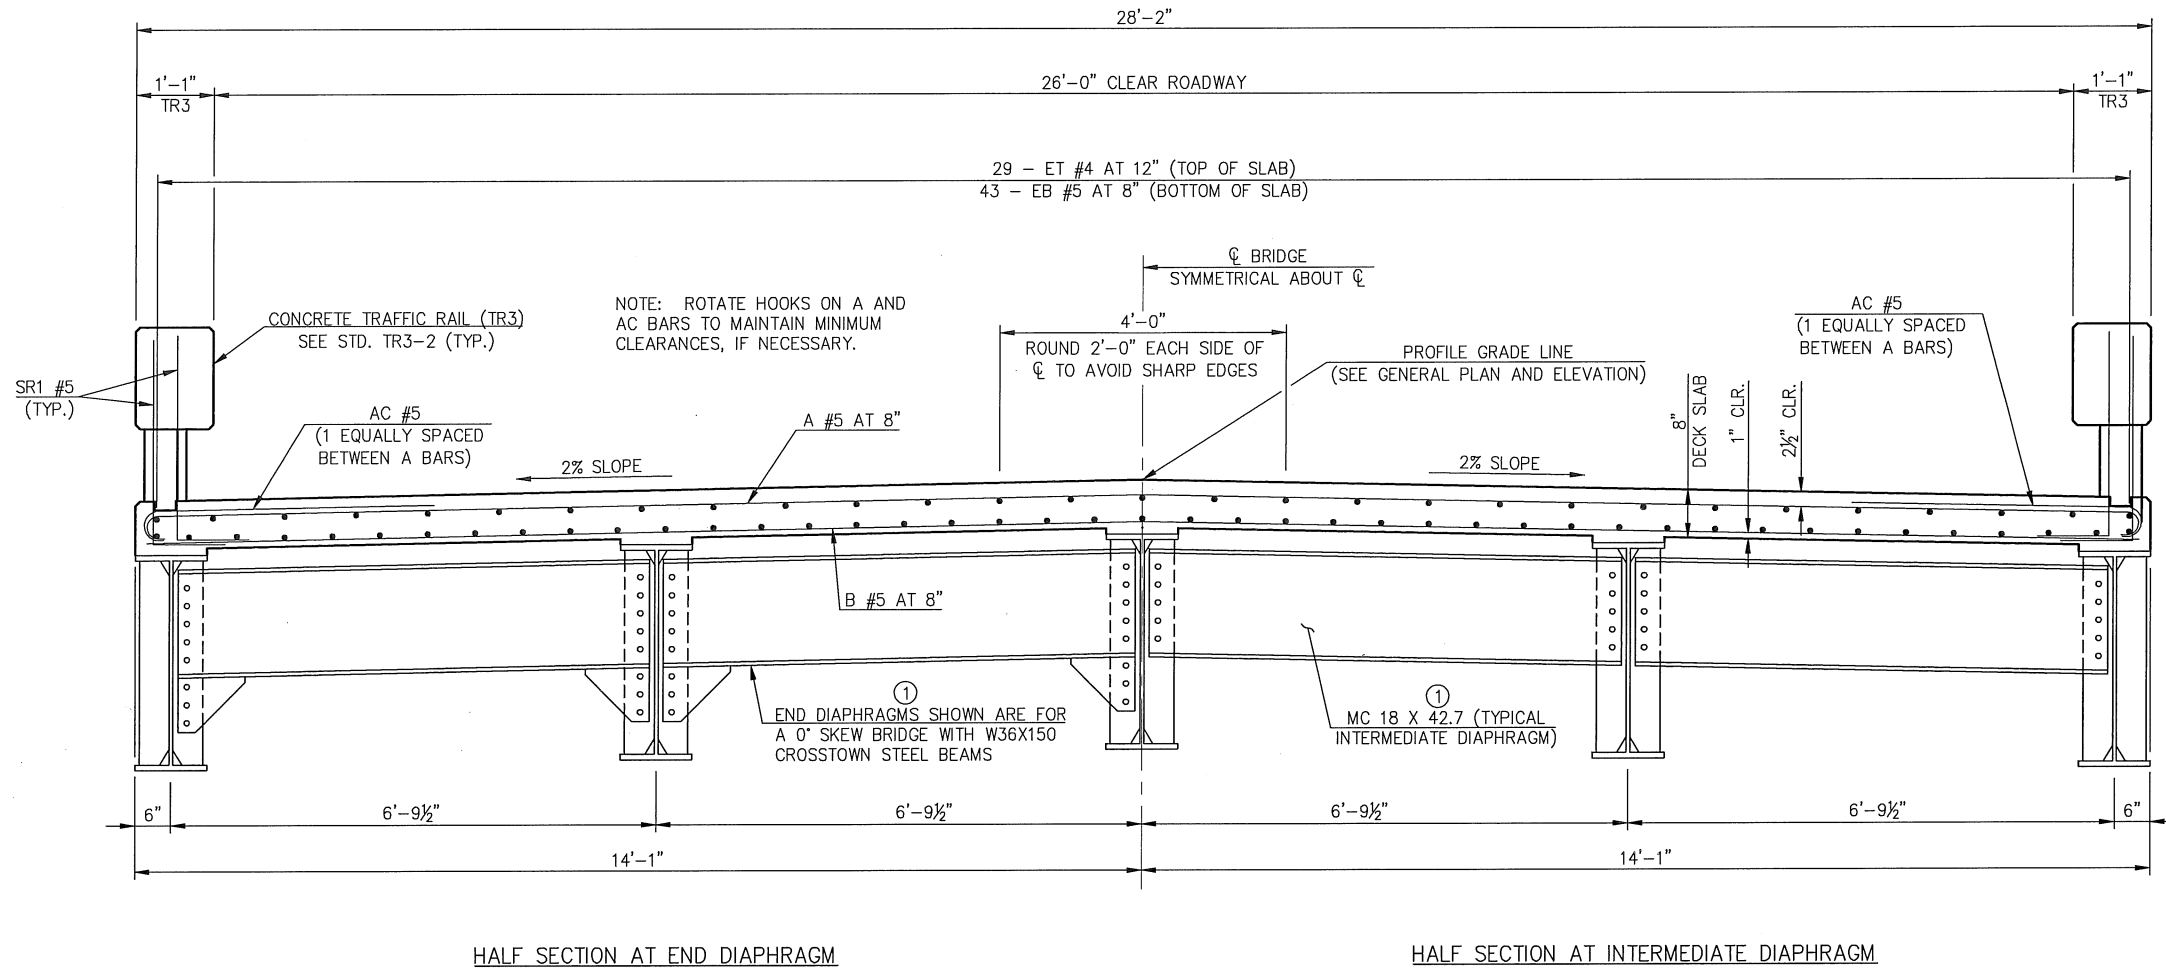 28'-2"
1'-1"
TR3
26'-0" CLEAR ROADWAY
1'-1"
TR3
29 - ET #4 AT 12" (TOP OF SLAB)
43 - EB #5 AT 8" (BOTTOM OF SLAB)
℄ BRIDGE
SYMMETRICAL ABOUT ℄
CONCRETE TRAFFIC RAIL (TR3)
SEE STD. TR3-2 (TYP.)
NOTE: ROTATE HOOKS ON A AND
AC BARS TO MAINTAIN MINIMUM
CLEARANCES, IF NECESSARY.
4'-0"
ROUND 2'-0" EACH SIDE OF
℄ TO AVOID SHARP EDGES
PROFILE GRADE LINE
(SEE GENERAL PLAN AND ELEVATION)
AC #5
(1 EQUALLY SPACED
BETWEEN A BARS)
SR1 #5
(TYP.)
AC #5
(1 EQUALLY SPACED
BETWEEN A BARS)
A #5 AT 8"
8"
DECK SLAB
1" CLR.
2½" CLR.
2% SLOPE
2% SLOPE
B #5 AT 8"
1
END DIAPHRAGMS SHOWN ARE FOR
A 0° SKEW BRIDGE WITH W36X150
CROSSTOWN STEEL BEAMS
1
MC 18 X 42.7 (TYPICAL
INTERMEDIATE DIAPHRAGM)
6"
6'-9½"
6'-9½"
6'-9½"
6'-9½"
6"
14'-1"
14'-1"
HALF SECTION AT END DIAPHRAGM
HALF SECTION AT INTERMEDIATE DIAPHRAGM